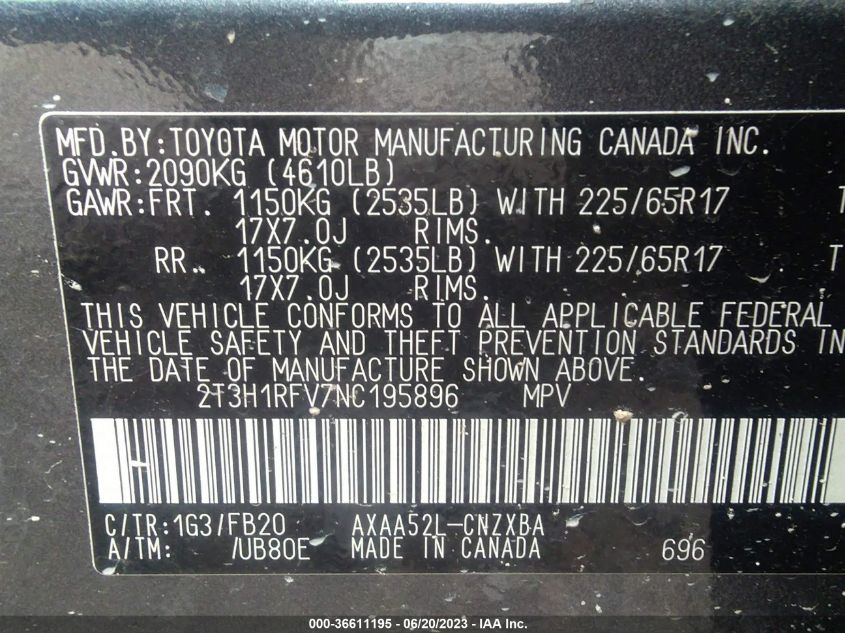 MFD.BY:TOYOTA MOTOR MANUFACTURING CANADA INC.
GVWR:2090KG (4610LB)
GAWR:FRT. 1150KG (2535LB) WITH 225/65R17 T
17X7.0J RIMS.
RR. 1150KG (2535LB) WITH 225/65R17 T
17X7.0J RIMS.
THIS VEHICLE CONFORMS TO ALL APPLICABLE FEDERAL
VEHICLE SAFETY AND THEFT PREVENTION STANDARDS IN
THE DATE OF MANUFACTURE SHOWN ABOVE.
2T3H1RFV7NC195896 MPV
C/TR:1G3/FB20 AXAA52L-CNZXBA
A/TM: /UB80E MADE IN CANADA 696
000-36611195 - 06/20/2023 - IAA Inc.